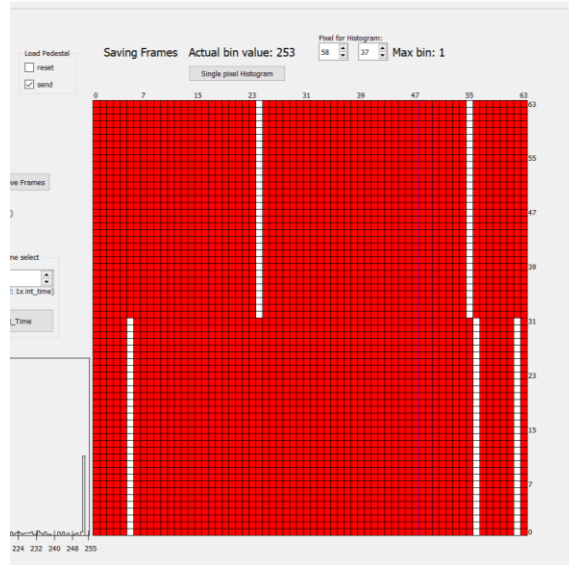 Pixel for Histogram:
Load Pedestal
Saving Frames Actual bin value: 253
58 37 Max bin: 1
reset
Single pixel Histogram
send
0 7 15 23 31 39 47 55 63
63
55
ve Frames
)
47
ne select
39
l: 1x int_time)
t_Time
31
23
15
7
0
224 232 240 248 255